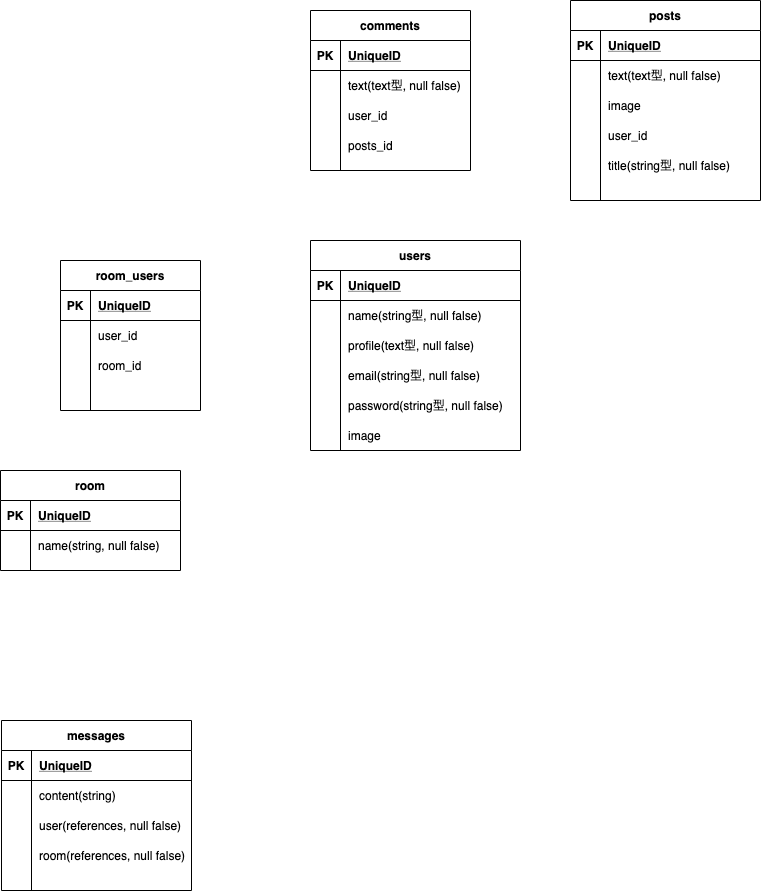 comments
PK UniqueID
text(text型, null false)
user_id
posts_id
posts
PK UniqueID
text(text型, null false)
image
user_id
title(string型, null false)
room_users
PK UniqueID
user_id
room_id
users
PK UniqueID
name(string型, null false)
profile(text型, null false)
email(string型, null false)
password(string型, null false)
image
room
PK UniqueID
name(string, null false)
messages
PK UniqueID
content(string)
user(references, null false)
room(references, null false)